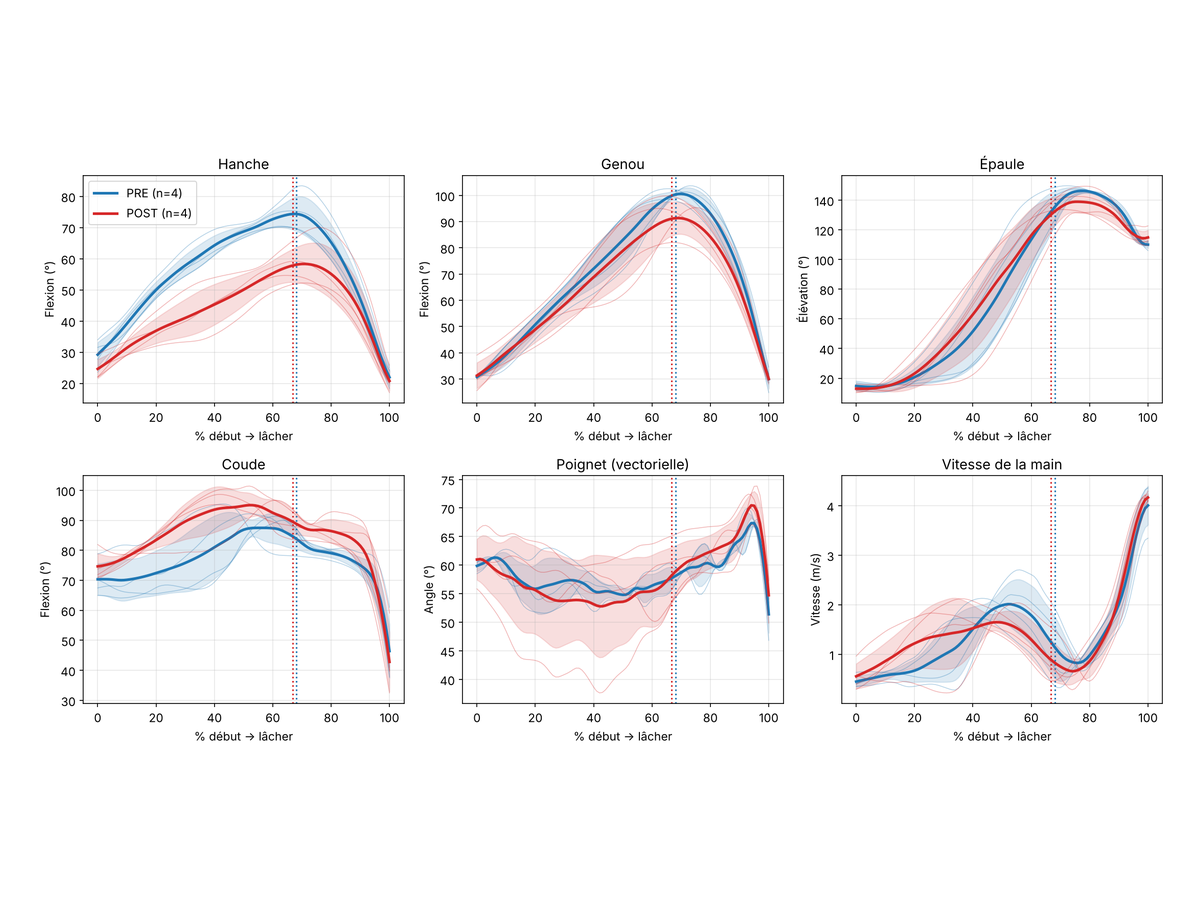 Hanche
Genou
Épaule
PRE (n=4)
POST (n=4)
80
70
60
50
40
30
20
Flexion (°)
0 20 40 60 80 100
% début → lâcher
100
90
80
70
60
50
40
30
Flexion (°)
0 20 40 60 80 100
% début → lâcher
140
120
100
80
60
40
20
Élévation (°)
0 20 40 60 80 100
% début → lâcher
Coude
Poignet (vectorielle)
Vitesse de la main
100
90
80
70
60
50
40
30
Flexion (°)
0 20 40 60 80 100
% début → lâcher
75
70
65
60
55
50
45
40
Angle (°)
0 20 40 60 80 100
% début → lâcher
4
3
2
1
Vitesse (m/s)
0 20 40 60 80 100
% début → lâcher